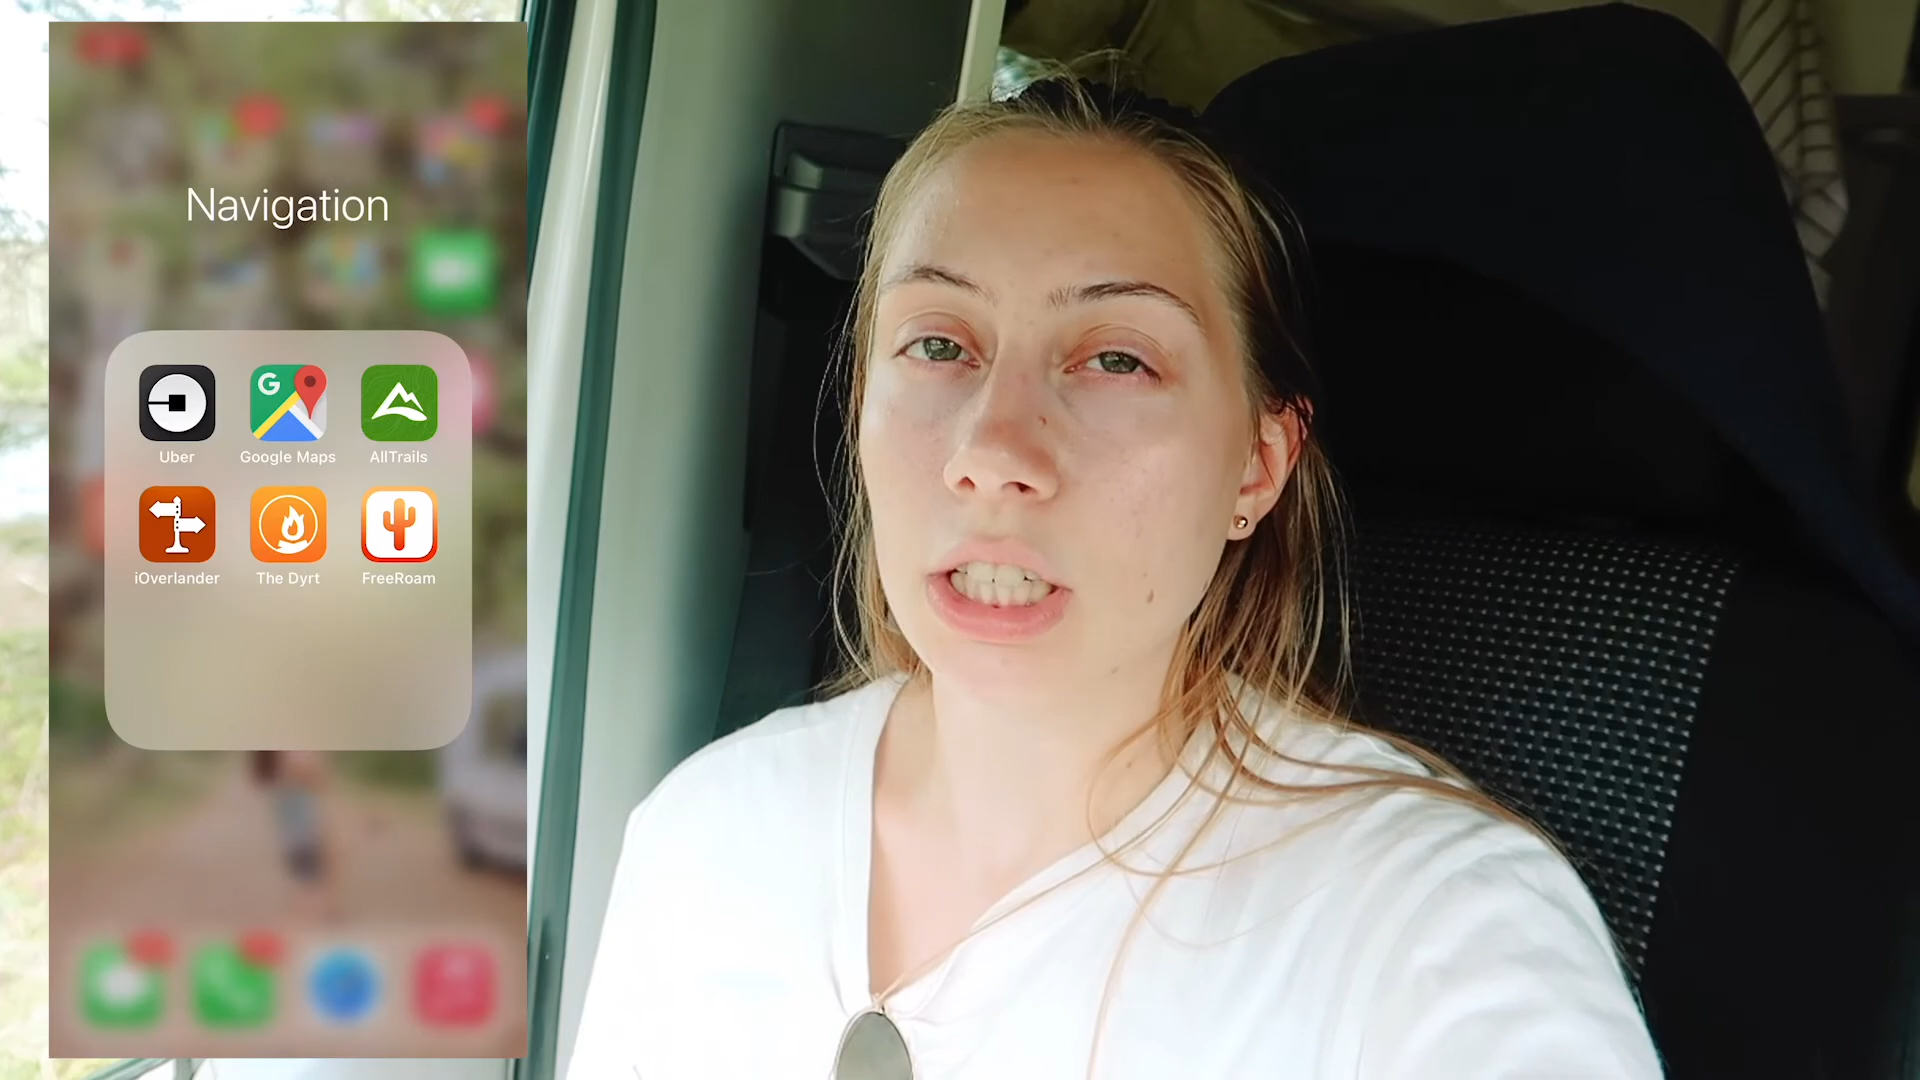 Navigation
Uber
Google Maps
AllTrails
iOverlander
The Dyrt
FreeRoam